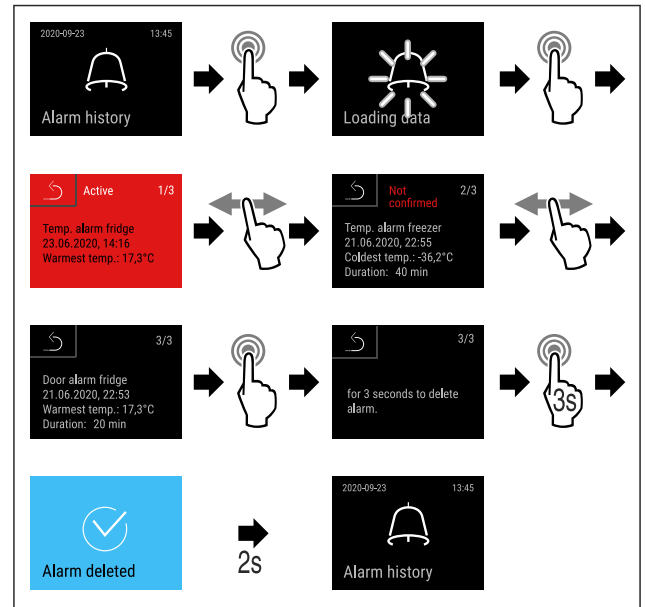 2020-09-23 13:45
Alarm history
Loading data
Active 1/3
Temp. alarm fridge
23.06.2020, 14:16
Warmest temp.: 17,3°C
Not
confirmed
2/3
Temp. alarm freezer
21.06.2020, 22:55
Coldest temp.: -36,2°C
Duration: 40 min
3/3
Door alarm fridge
21.06.2020, 22:53
Warmest temp.: 17,3°C
Duration: 20 min
3/3
for 3 seconds to delete
alarm.
3s
Alarm deleted
2s
2020-09-23 13:45
Alarm history